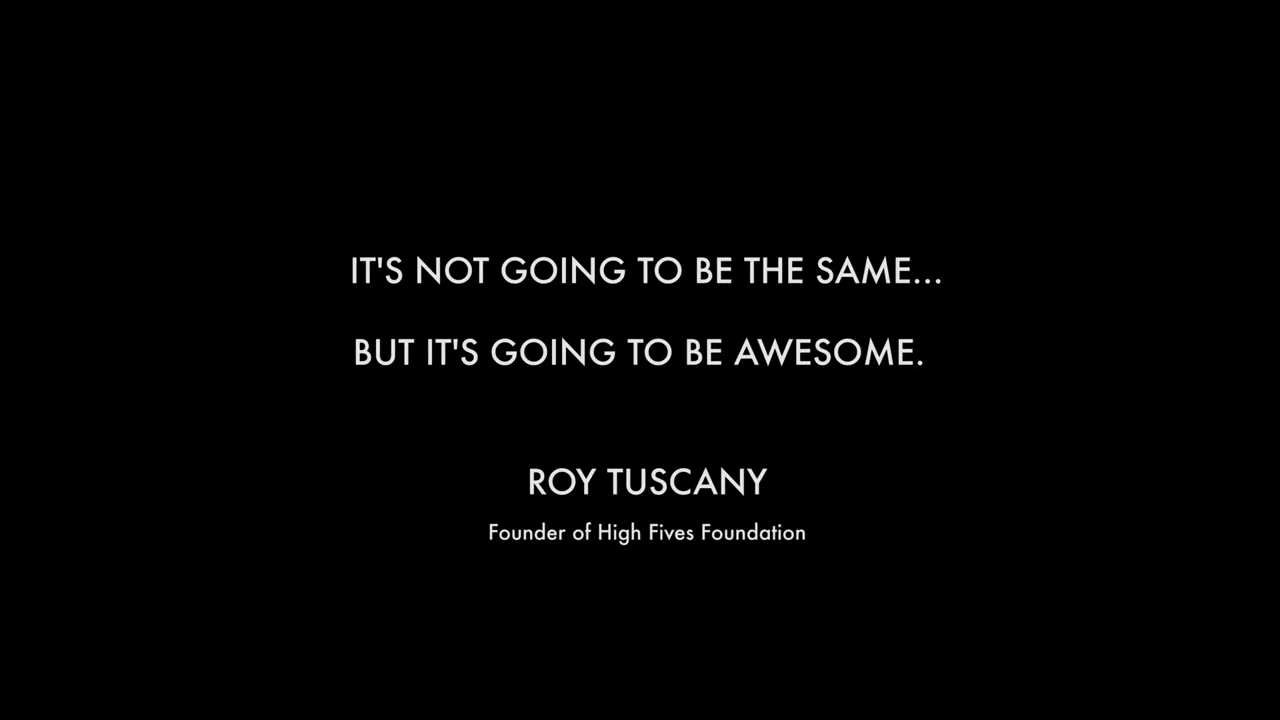 IT'S NOT GOING TO BE THE SAME...
BUT IT'S GOING TO BE AWESOME.
ROY TUSCANY
Founder of High Fives Foundation